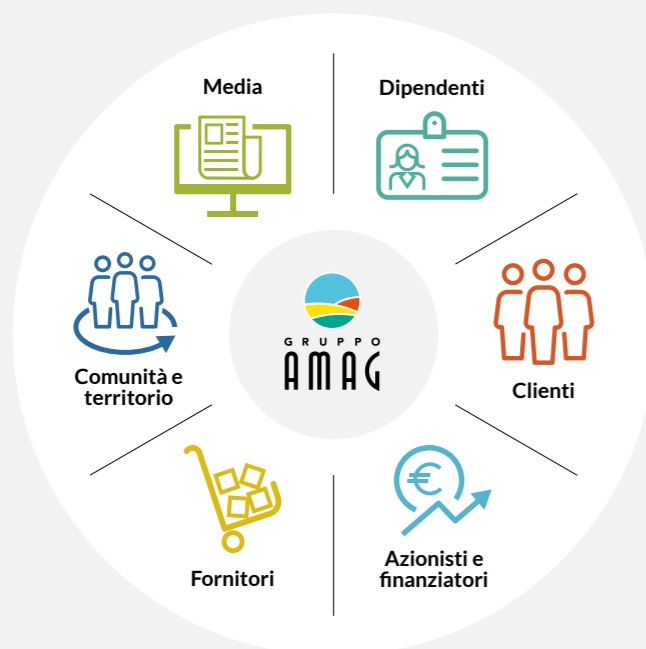 Media
Dipendenti
GRUPPO
AMAG
Comunità e
territorio
Clienti
€
Fornitori
Azionisti e
finanziatori